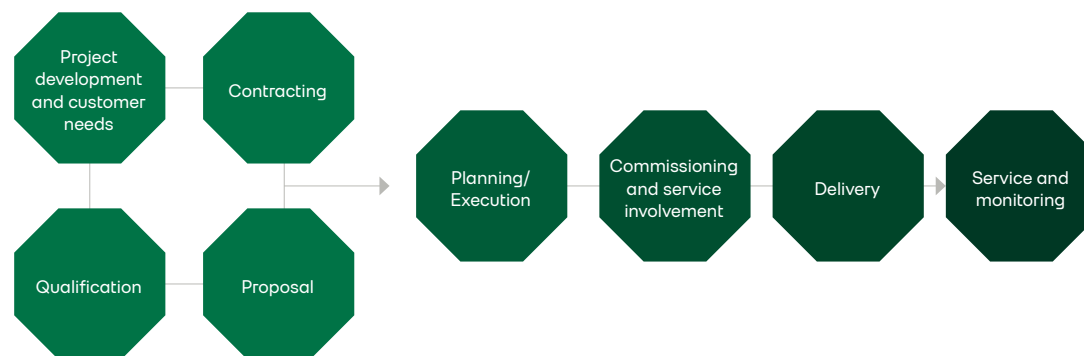 Project
development
and customer
needs
Contracting
Qualification
Proposal
Planning/
Execution
Commissioning
and service
involvement
Delivery
Service and
monitoring